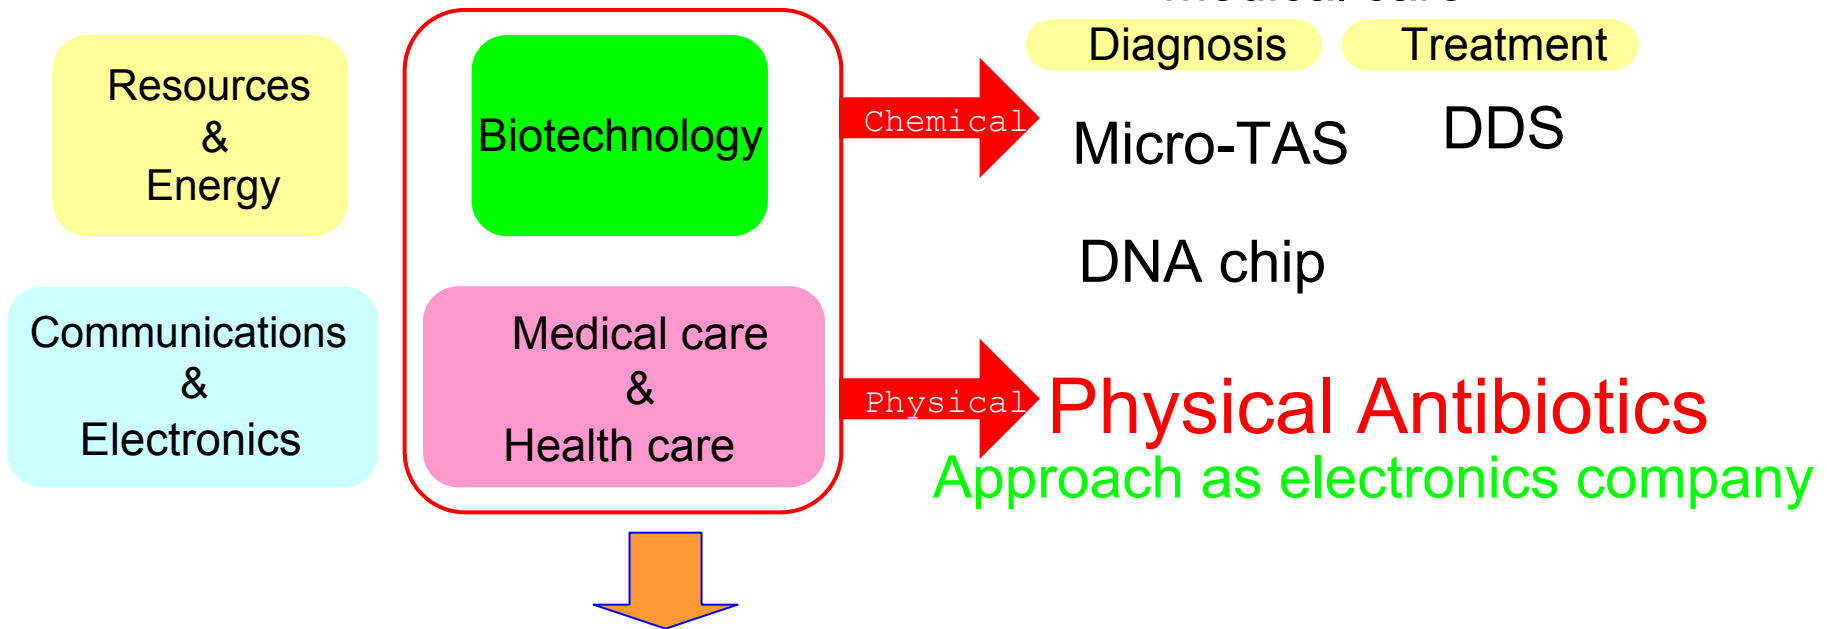 Diagnosis
Treatment
Resources
&
Energy
Biotechnology
Chemical
Micro-TAS
DDS
DNA chip
Communications
&
Electronics
Medical care
&
Health care
Physical
Physical Antibiotics
Approach as electronics company